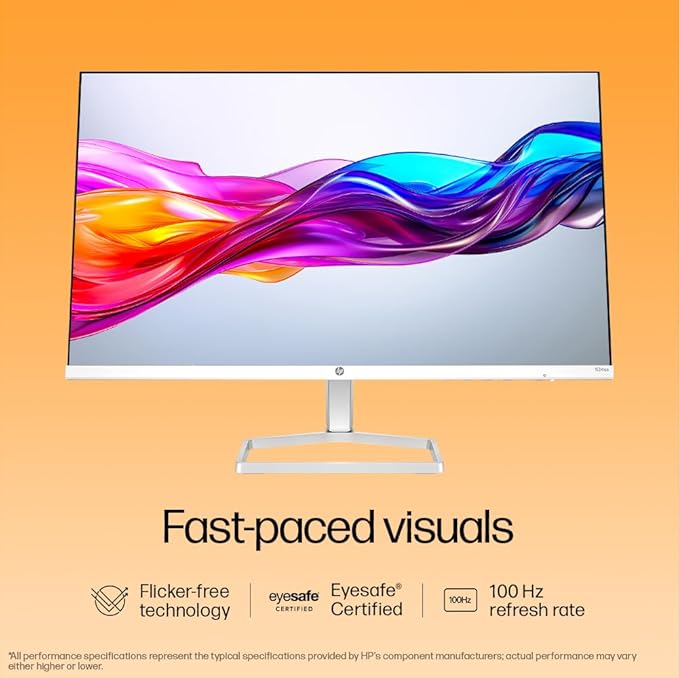 hp
Fast-paced visuals
Flicker-free
technology
eyesafe®
CERTIFIED
Eyesafe®
Certified
100Hz
100 Hz
refresh rate
*All performance specifications represent the typical specifications provided by HP's component manufacturers; actual performance may vary
either higher or lower.